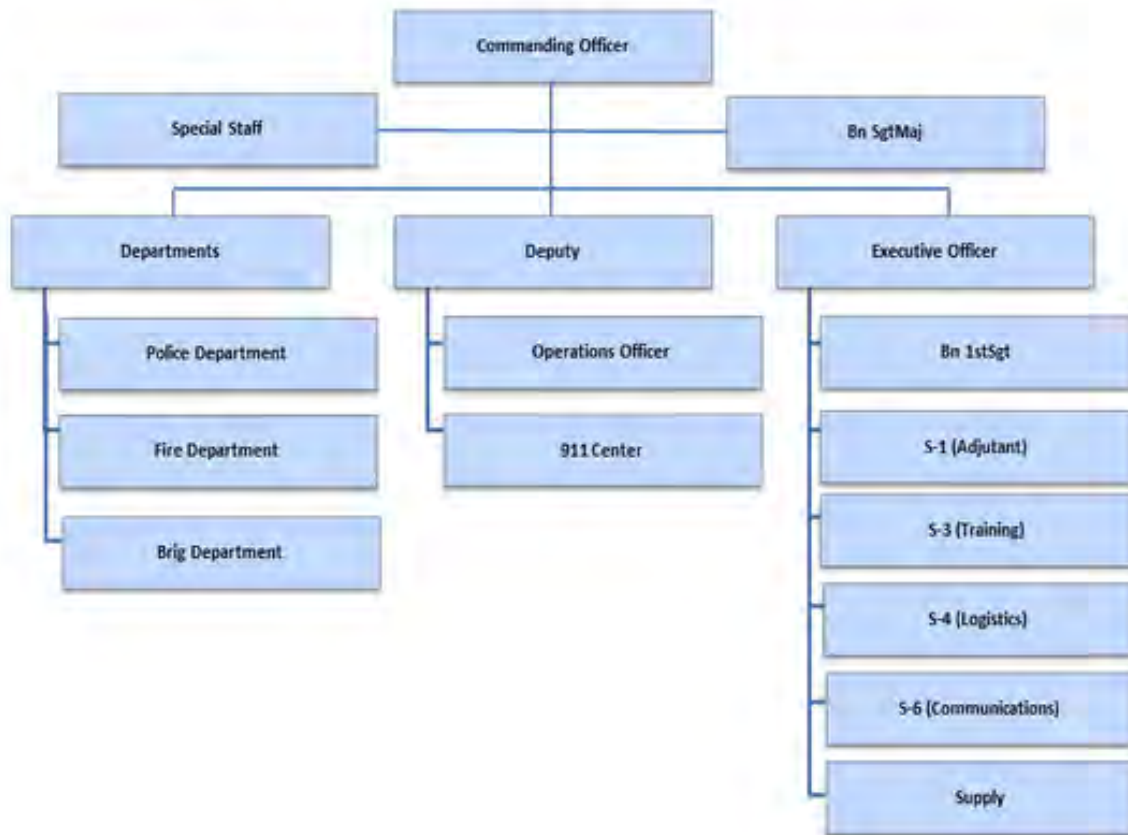 Commanding Officer
Special Staff
Bn SgtMaj
Departments
Deputy
Executive Officer
Police Department
Fire Department
Brig Department
Operations Officer
911 Center
Bn 1stSgt
S-1 (Adjutant)
S-3 (Training)
S-4 (Logistics)
S-6 (Communications)
Supply